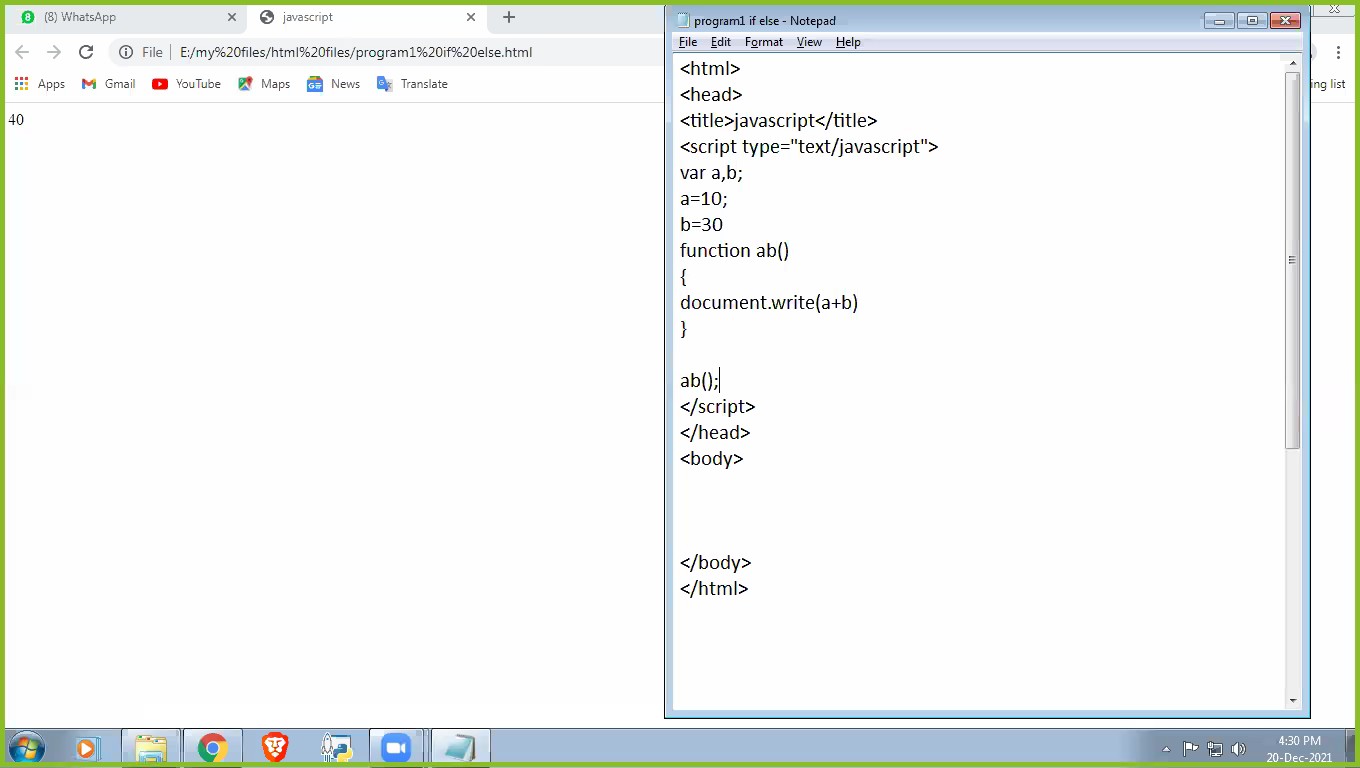 (8) WhatsApp
javascript
File
E:/my%20files/html%20files/program1%20if%20else.html
Apps
Gmail
YouTube
Maps
News
Translate
ing list
40
program1 if else - Notepad
File Edit Format View Help
<html>
<head>
<title>javascript</title>
<script type="text/javascript">
var a,b;
a=10;
b=30
function ab()
{
document.write(a+b)
}
ab();
</script>
</head>
<body>
</body>
</html>
4:30 PM
20-Dec-2021